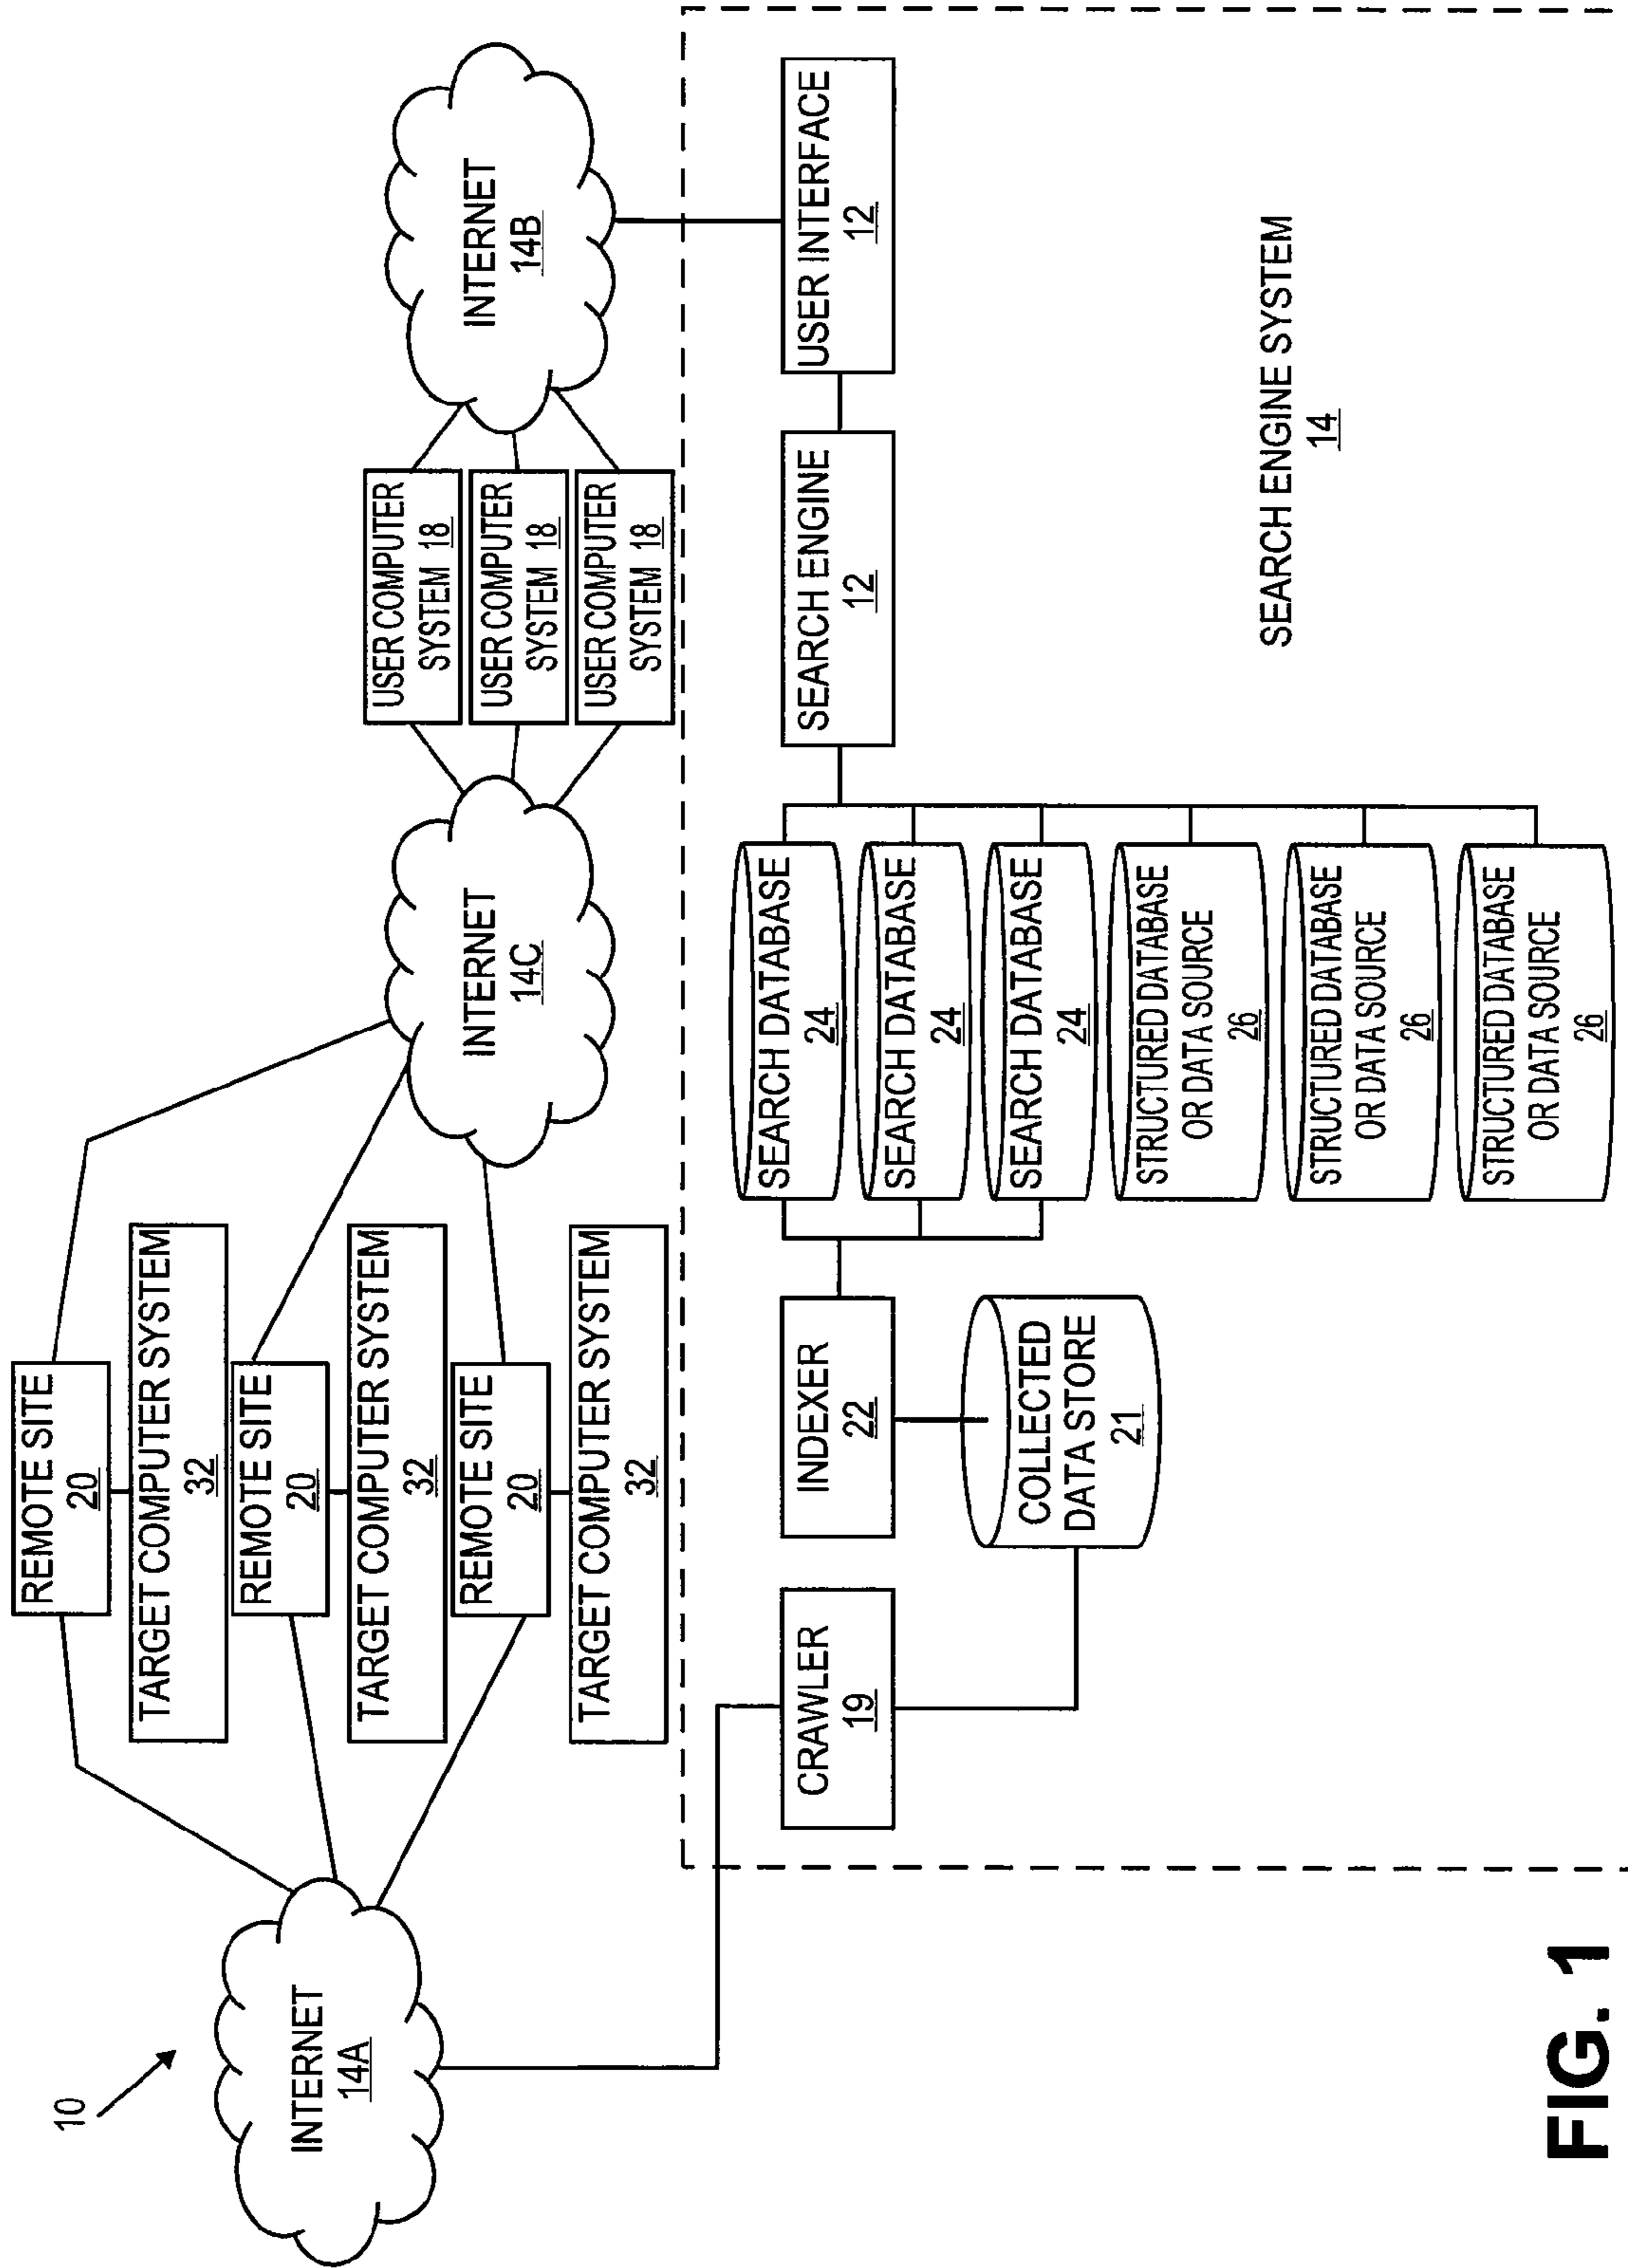 10
INTERNET
14A
REMOTE SITE
20
TARGET COMPUTER SYSTEM
32
REMOTE SITE
20
TARGET COMPUTER SYSTEM
32
REMOTE SITE
20
TARGET COMPUTER SYSTEM
32
INTERNET
14C
USER COMPUTER
SYSTEM 18
USER COMPUTER
SYSTEM 18
USER COMPUTER
SYSTEM 18
INTERNET
14B
CRAWLER
19
INDEXER
22
COLLECTED
DATA STORE
21
SEARCH DATABASE
24
SEARCH DATABASE
24
SEARCH DATABASE
24
STRUCTURED DATABASE
OR DATA SOURCE
26
STRUCTURED DATABASE
OR DATA SOURCE
26
STRUCTURED DATABASE
OR DATA SOURCE
26
SEARCH ENGINE
12
USER INTERFACE
12
SEARCH ENGINE SYSTEM
14
FIG. 1